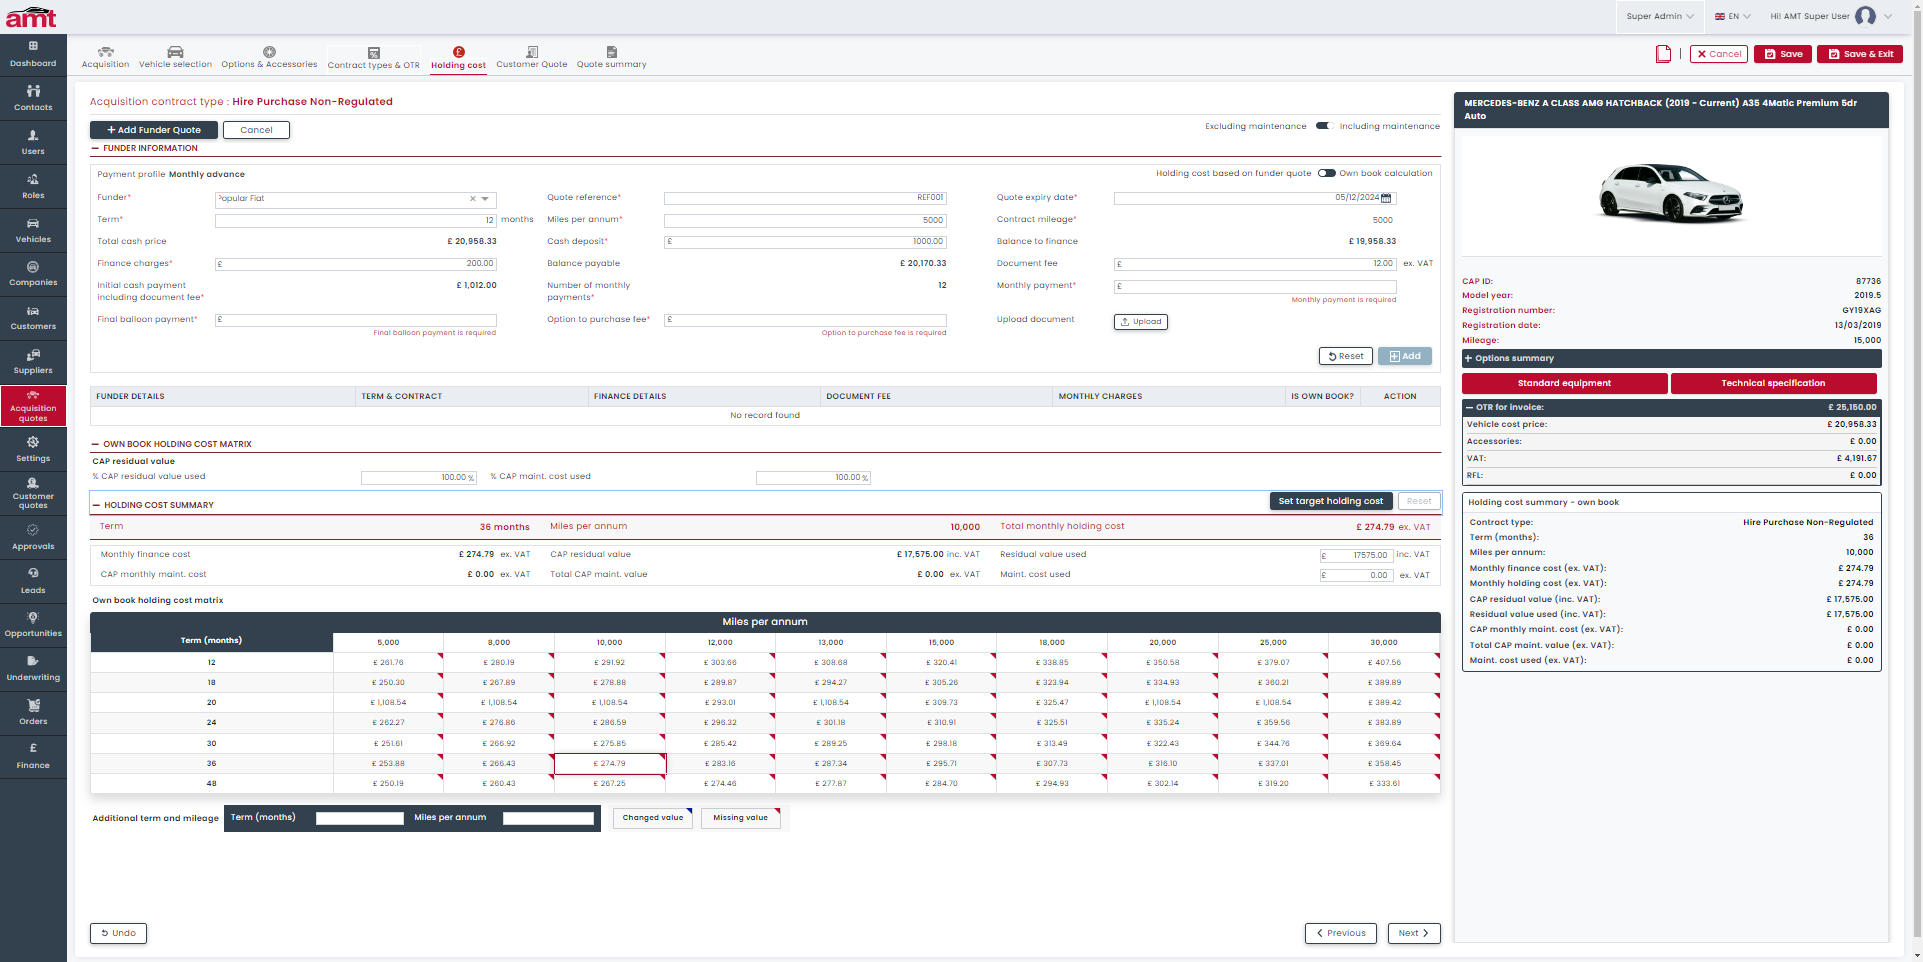 amt
Super Admin
EN
Hi! AMT Super User
Dashboard
Contacts
Users
Roles
Vehicles
Companies
Customers
Suppliers
Acquisition
quotes
Settings
Customer
quotes
Approvals
Leads
Opportunities
Underwriting
Orders
£
Finance
Acquisition
Vehicle selection
Options & Accessories
Contract types & OTR
Holding cost
Customer Quote
Quote summary
Cancel
Save
Save & Exit
Acquisition contract type : Hire Purchase Non-Regulated
+ Add Funder Quote
Cancel
Excluding maintenance
Including maintenance
FUNDER INFORMATION
Payment profile Monthly advance
Holding cost based on funder quote
Own book calculation
Funder*
Popular Fiat
Quote reference*
REF001
Quote expiry date*
05/12/2024
Term*
12 months
Miles per annum*
5000
Contract mileage*
5000
Total cash price
£ 20,958.33
Cash deposit*
£ 1000.00
Balance to finance
£ 19,958.33
Finance charges*
£ 200.00
Balance payable
£ 20,170.33
Document fee
£ 12.00 ex. VAT
Initial cash payment
including document fee*
£ 1,012.00
Number of monthly
payments*
12
Monthly payment*
£
Monthly payment is required
Final balloon payment*
£
Final balloon payment is required
Option to purchase fee*
£
Option to purchase fee is required
Upload document
Upload
Reset
Add
FUNDER DETAILS TERM & CONTRACT FINANCE DETAILS DOCUMENT FEE MONTHLY CHARGES IS OWN BOOK? ACTION
No record found
OWN BOOK HOLDING COST MATRIX
CAP residual value
% CAP residual value used 100.00 % % CAP maint. cost used 100.00 %
HOLDING COST SUMMARY
Set target holding cost
Reset
Term 36 months Miles per annum 10,000 Total monthly holding cost £ 274.79 ex. VAT
Monthly finance cost £ 274.79 ex. VAT CAP residual value £ 17,575.00 inc. VAT Residual value used £ 17575.00 inc. VAT
CAP monthly maint. cost £ 0.00 ex. VAT Total CAP maint. value £ 0.00 ex. VAT Maint. cost used £ 0.00 ex. VAT
Own book holding cost matrix
Miles per annum
Term (months) 5,000 8,000 10,000 12,000 13,000 15,000 18,000 20,000 25,000 30,000
12 £ 261.76 £ 280.19 £ 291.92 £ 303.66 £ 308.68 £ 320.41 £ 338.85 £ 350.58 £ 379.07 £ 407.56
18 £ 250.30 £ 267.89 £ 278.88 £ 289.87 £ 294.27 £ 305.26 £ 323.94 £ 334.93 £ 360.21 £ 389.89
20 £ 1,108.54 £ 1,108.54 £ 1,108.54 £ 293.01 £ 1,108.54 £ 309.73 £ 325.47 £ 1,108.54 £ 1,108.54 £ 389.42
24 £ 262.27 £ 276.86 £ 286.59 £ 296.32 £ 301.18 £ 310.91 £ 325.51 £ 335.24 £ 359.56 £ 383.89
30 £ 251.61 £ 266.92 £ 275.85 £ 285.42 £ 289.25 £ 298.18 £ 313.49 £ 322.43 £ 344.76 £ 369.64
36 £ 253.88 £ 266.43 £ 274.79 £ 283.16 £ 287.34 £ 295.71 £ 307.73 £ 316.10 £ 337.01 £ 358.45
48 £ 250.19 £ 260.43 £ 267.25 £ 274.46 £ 277.87 £ 284.70 £ 294.93 £ 302.14 £ 319.20 £ 333.61
Additional term and mileage
Term (months)
Miles per annum
Changed value
Missing value
Undo
Previous
Next
MERCEDES-BENZ A CLASS AMG HATCHBACK (2019 - Current) A35 4Matic Premium 5dr
Auto
CAP ID: 87736
Model year: 2019.5
Registration number: GY19XAG
Registration date: 13/03/2019
Mileage: 15,000
+ Options summary
Standard equipment
Technical specification
OTR for invoice: £ 25,150.00
Vehicle cost price: £ 20,958.33
Accessories: £ 0.00
VAT: £ 4,191.67
RFL: £ 0.00
Holding cost summary - own book
Contract type: Hire Purchase Non-Regulated
Term (months): 36
Miles per annum: 10,000
Monthly finance cost (ex. VAT): £ 274.79
Monthly holding cost (ex. VAT): £ 274.79
CAP residual value (inc. VAT): £ 17,575.00
Residual value used (inc. VAT): £ 17,575.00
CAP monthly maint. cost (ex. VAT): £ 0.00
Total CAP maint. value (ex. VAT): £ 0.00
Maint. cost used (ex. VAT): £ 0.00